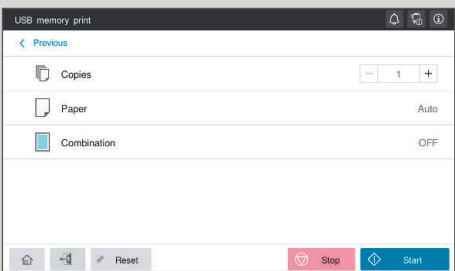 USB memory print
Previous
Copies 1
Paper Auto
Combination OFF
Reset Stop Start